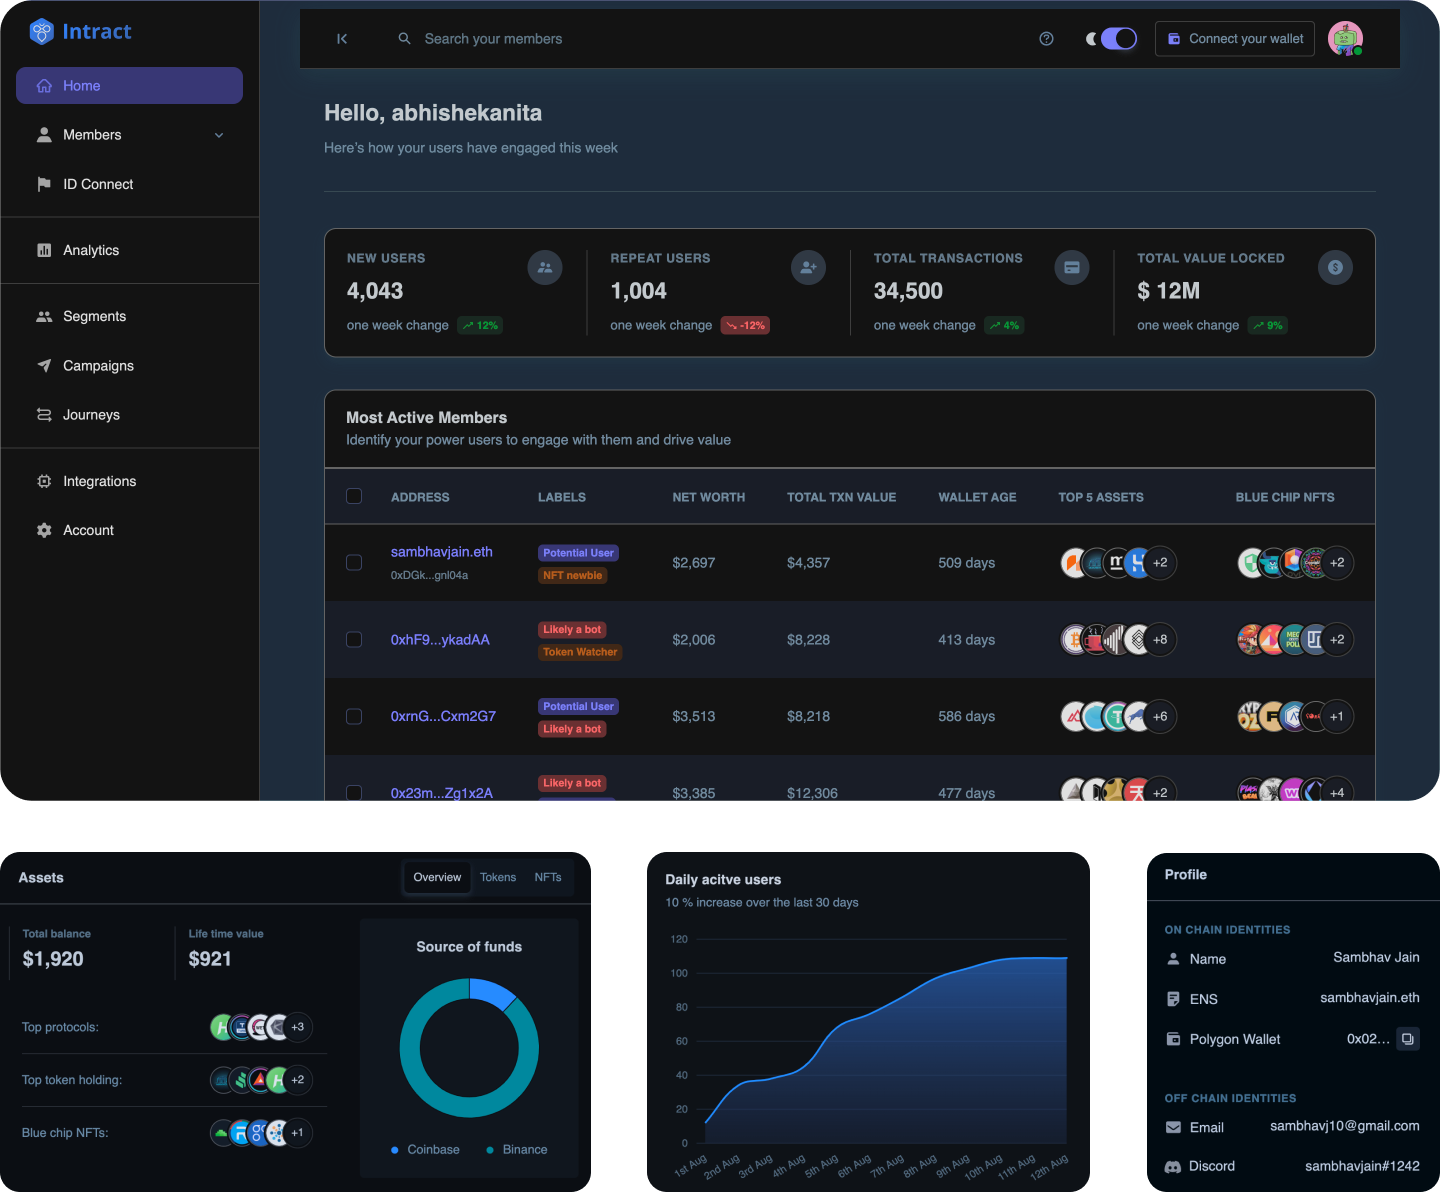 Intract
Search your members
Connect your wallet
Home
Members
ID Connect
Analytics
Segments
Campaigns
Journeys
Integrations
Account
Hello, abhishekanita
Here's how your users have engaged this week
NEW USERS
4,043
one week change 12%
REPEAT USERS
1,004
one week change -12%
TOTAL TRANSACTIONS
34,500
one week change 4%
TOTAL VALUE LOCKED
$ 12M
one week change 9%
Most Active Members
Identify your power users to engage with them and drive value
ADDRESS LABELS NET WORTH TOTAL TXN VALUE WALLET AGE TOP 5 ASSETS BLUE CHIP NFTS
sambhavjain.eth
0xDGk...gnl04a
Potential User
NFT newbie
$2,697 $4,357 509 days +2 +2
0xhF9...ykadAA
Likely a bot
Token Watcher
$2,006 $8,228 413 days +8 +2
0xrnG...Cxm2G7
Potential User
Likely a bot
$3,513 $8,218 586 days +6 +1
0x23m...Zg1x2A
Likely a bot
$3,385 $12,306 477 days +2 +4
Assets
Overview Tokens NFTs
Total balance
$1,920
Life time value
$921
Top protocols: +3
Top token holding: +2
Blue chip NFTs: +1
Source of funds
Coinbase Binance
Daily acitve users
10 % increase over the last 30 days
120
100
80
60
40
20
0
1st Aug 2nd Aug 3rd Aug 4th Aug 5th Aug 6th Aug 7th Aug 8th Aug 9th Aug 10th Aug 11th Aug 12th Aug
Profile
ON CHAIN IDENTITIES
Name Sambhav Jain
ENS sambhavjain.eth
Polygon Wallet 0x02...
OFF CHAIN IDENTITIES
Email sambhavj10@gmail.com
Discord sambhavjain#1242